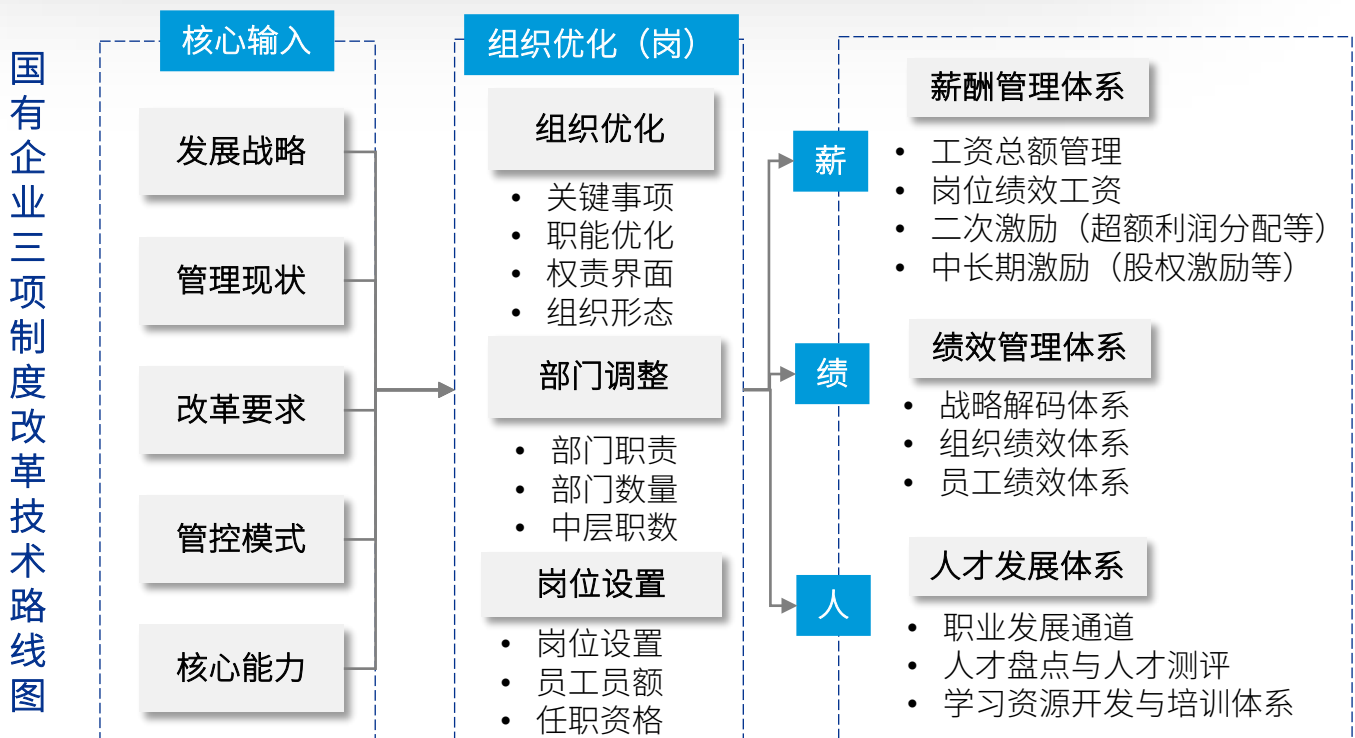 国有企业三项制度改革技术路线图
核心输入
发展战略
管理现状
改革要求
管控模式
核心能力
组织优化（岗）
组织优化
• 关键事项
• 职能优化
• 权责界面
• 组织形态
部门调整
• 部门职责
• 部门数量
• 中层职数
岗位设置
• 岗位设置
• 员工员额
• 任职资格
薪
薪酬管理体系
• 工资总额管理
• 岗位绩效工资
• 二次激励（超额利润分配等）
• 中长期激励（股权激励等）
绩
绩效管理体系
• 战略解码体系
• 组织绩效体系
• 员工绩效体系
人
人才发展体系
• 职业发展通道
• 人才盘点与人才测评
• 学习资源开发与培训体系